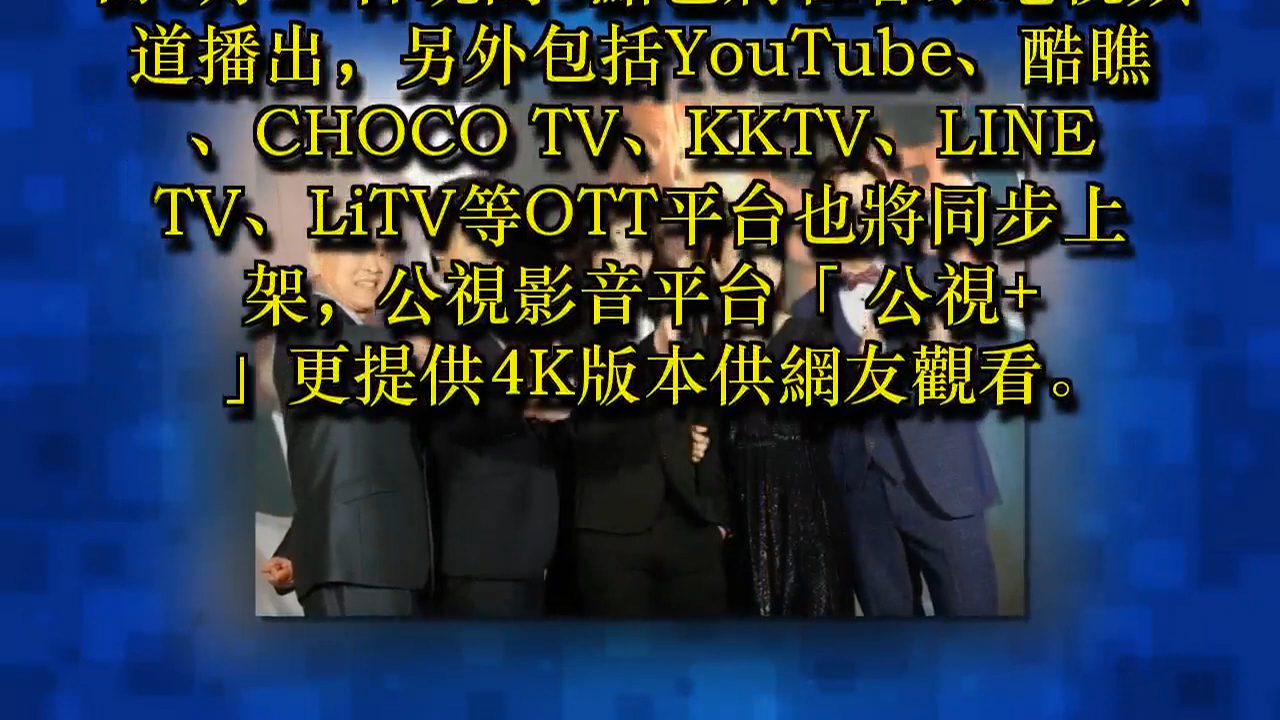 道播出，另外包括YouTube、酷瞧
、CHOCO TV、KKTV、LINE
TV、LiTV等OTT平台也將同步上
架，公視影音平台「 公視+
」更提供4K版本供網友觀看。